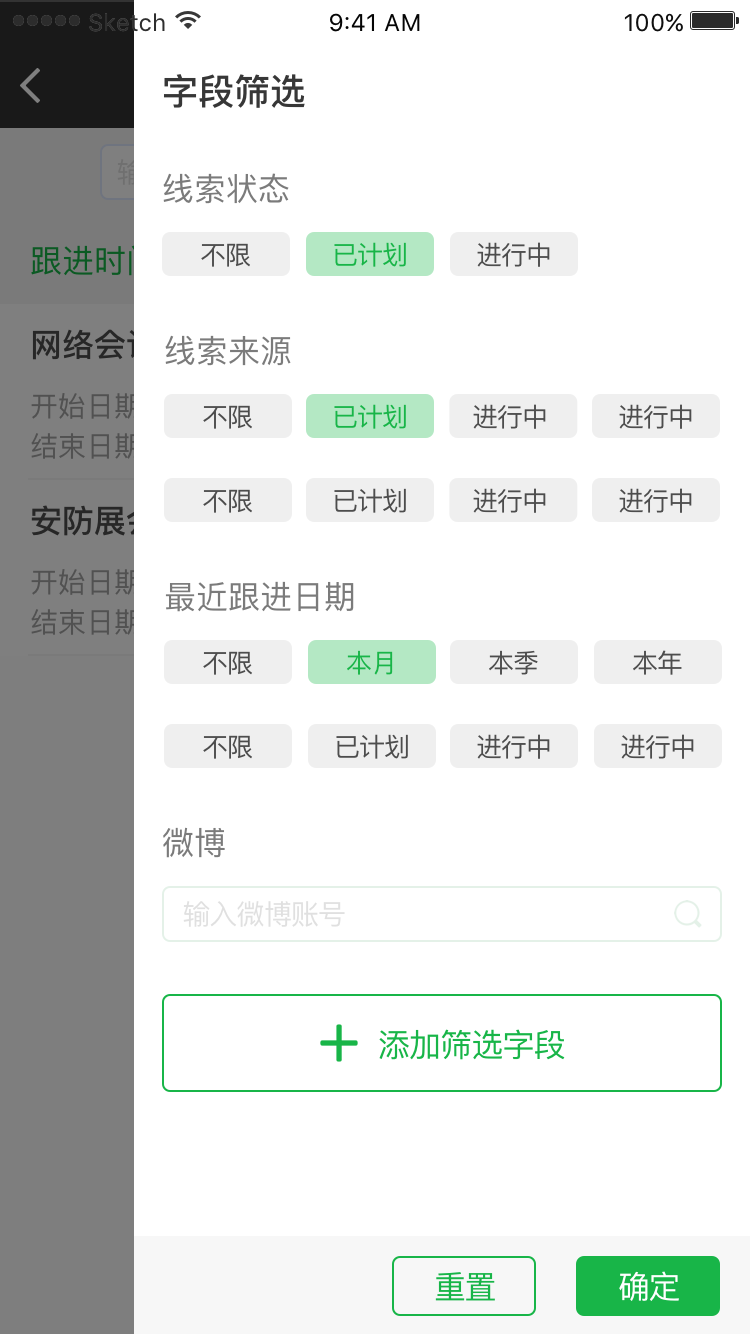 Sketch 9:41 AM 100%
字段筛选
输
线索状态
跟进时
不限 已计划 进行中
网络会
线索来源
开始日期
不限 已计划 进行中 进行中
结束日期
不限 已计划 进行中 进行中
安防展会
开始日期
最近跟进日期
结束日期
不限 本月 本季 本年
不限 已计划 进行中 进行中
微博
输入微博账号
添加筛选字段
重置 确定